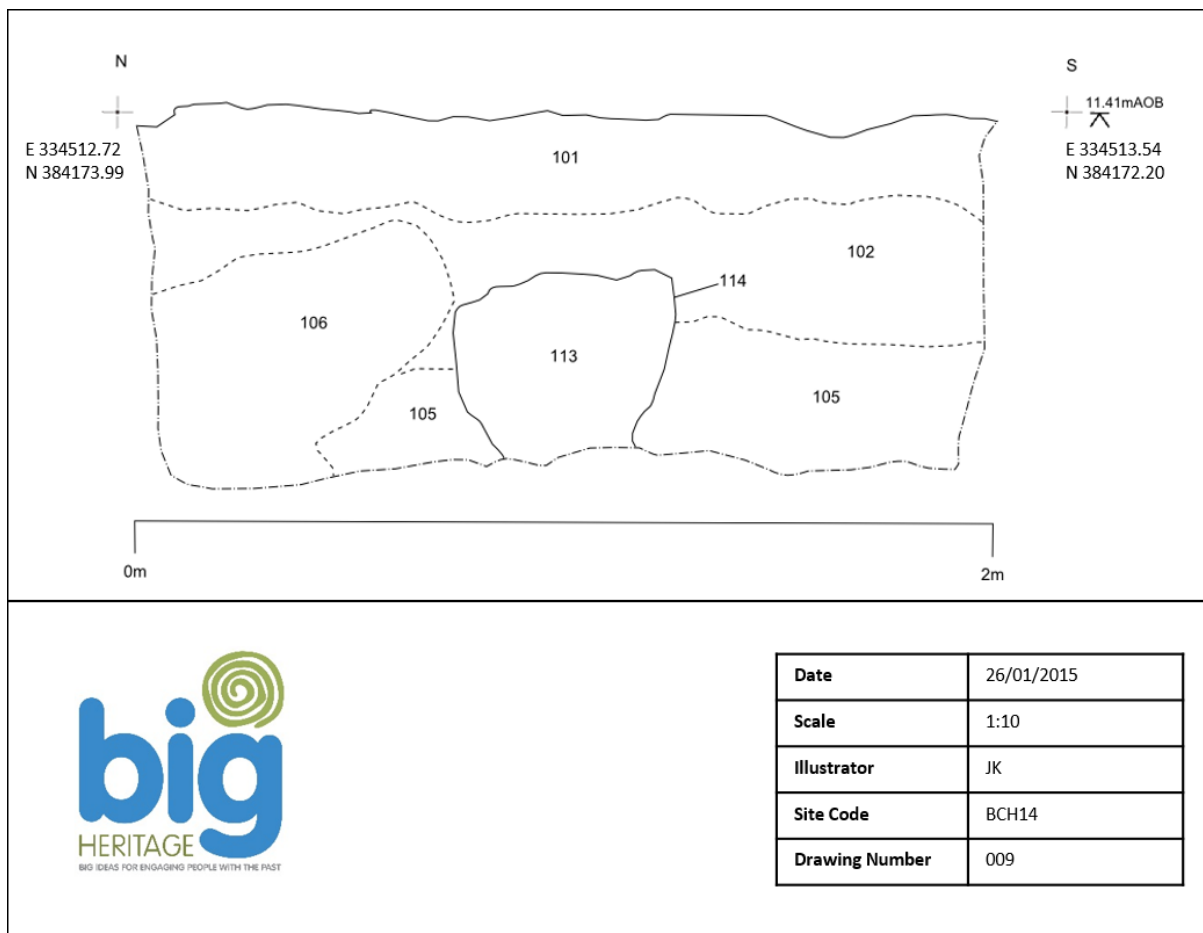 N
S
11.41mAOB
E 334512.72
N 384173.99
E 334513.54
N 384172.20
101
102
114
106
113
105
105
0m
2m
big
HERITAGE
BIG IDEAS FOR ENGAGING PEOPLE WITH THE PAST
Date 26/01/2015
Scale 1:10
Illustrator JK
Site Code BCH14
Drawing Number 009